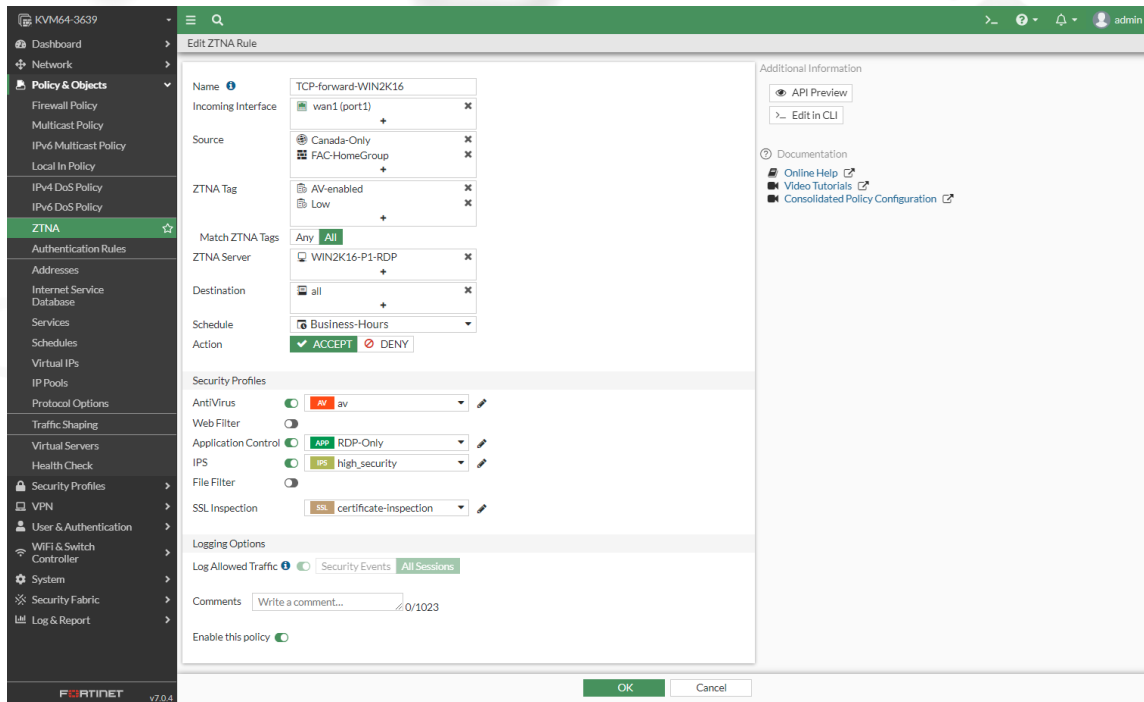 KVM64-3639
>_
admin
Dashboard
Edit ZTNA Rule
Network
Policy & Objects
Firewall Policy
Multicast Policy
IPv6 Multicast Policy
Local In Policy
IPv4 DoS Policy
IPv6 DoS Policy
ZTNA
Authentication Rules
Addresses
Internet Service
Database
Services
Schedules
Virtual IPs
IP Pools
Protocol Options
Traffic Shaping
Virtual Servers
Health Check
Security Profiles
VPN
User & Authentication
WiFi & Switch
Controller
System
Security Fabric
Log & Report
FORTINET v7.0.4
Name TCP-forward-WIN2K16
Incoming Interface wan1 (port1)
+
Source Canada-Only
FAC-HomeGroup
+
ZTNA Tag AV-enabled
Low
+
Match ZTNA Tags Any All
ZTNA Server WIN2K16-P1-RDP
+
Destination all
+
Schedule Business-Hours
Action ACCEPT DENY
Security Profiles
AntiVirus AV av
Web Filter
Application Control APP RDP-Only
IPS IPS high_security
File Filter
SSL Inspection SSL certificate-inspection
Logging Options
Log Allowed Traffic Security Events All Sessions
Comments Write a comment... 0/1023
Enable this policy
OK Cancel
Additional Information
API Preview
>_ Edit in CLI
Documentation
Online Help
Video Tutorials
Consolidated Policy Configuration